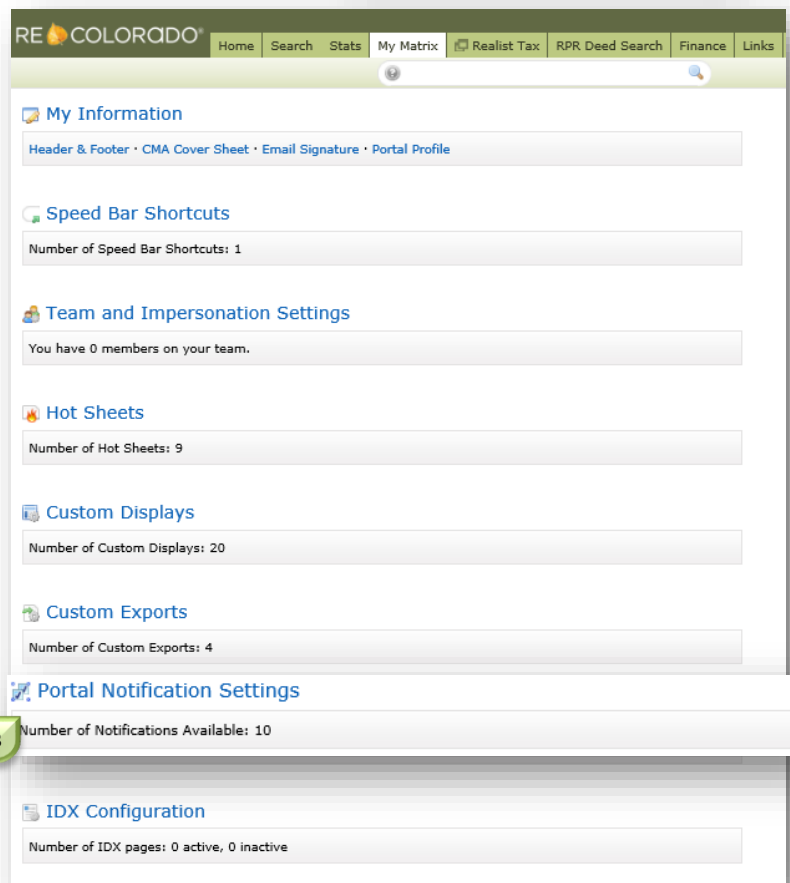 RECOLORADO®
Home Search Stats My Matrix Realist Tax RPR Deed Search Finance Links
My Information
Header & Footer · CMA Cover Sheet · Email Signature · Portal Profile
Speed Bar Shortcuts
Number of Speed Bar Shortcuts: 1
Team and Impersonation Settings
You have 0 members on your team.
Hot Sheets
Number of Hot Sheets: 9
Custom Displays
Number of Custom Displays: 20
Custom Exports
Number of Custom Exports: 4
Portal Notification Settings
Number of Notifications Available: 10
IDX Configuration
Number of IDX pages: 0 active, 0 inactive